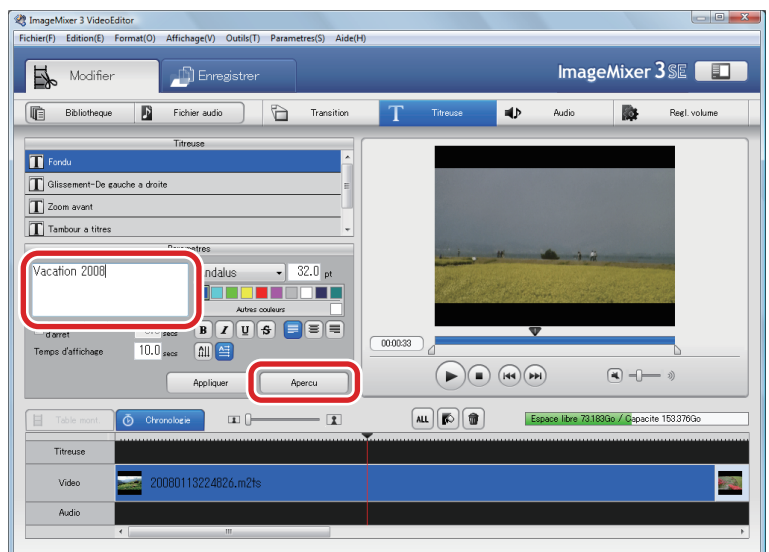 ImageMixer 3 VideoEditor
Fichier(F) Edition(E) Format(O) Affichage(V) Outils(T) Parametres(S) Aide(H)
Modifier Enregistrer ImageMixer 3 SE
Bibliotheque Fichier audio Transition T Titreuse Audio Regl. volume
Titreuse
T Fondu
T Glissement-De gauche a droite
T Zoom avant
T Tambour a titres
Vacation 2008
ndalus 32.0 pt
Autres couleurs
d'arret secs B I U S
Temps d'affichage 10.0 secs
00:00:33
Appliquer Apercu
Table mont. Chronologie ALL Espace libre 73.183Go / Capacite 153.376Go
Titreuse
Video 20080113224826.m2ts
Audio